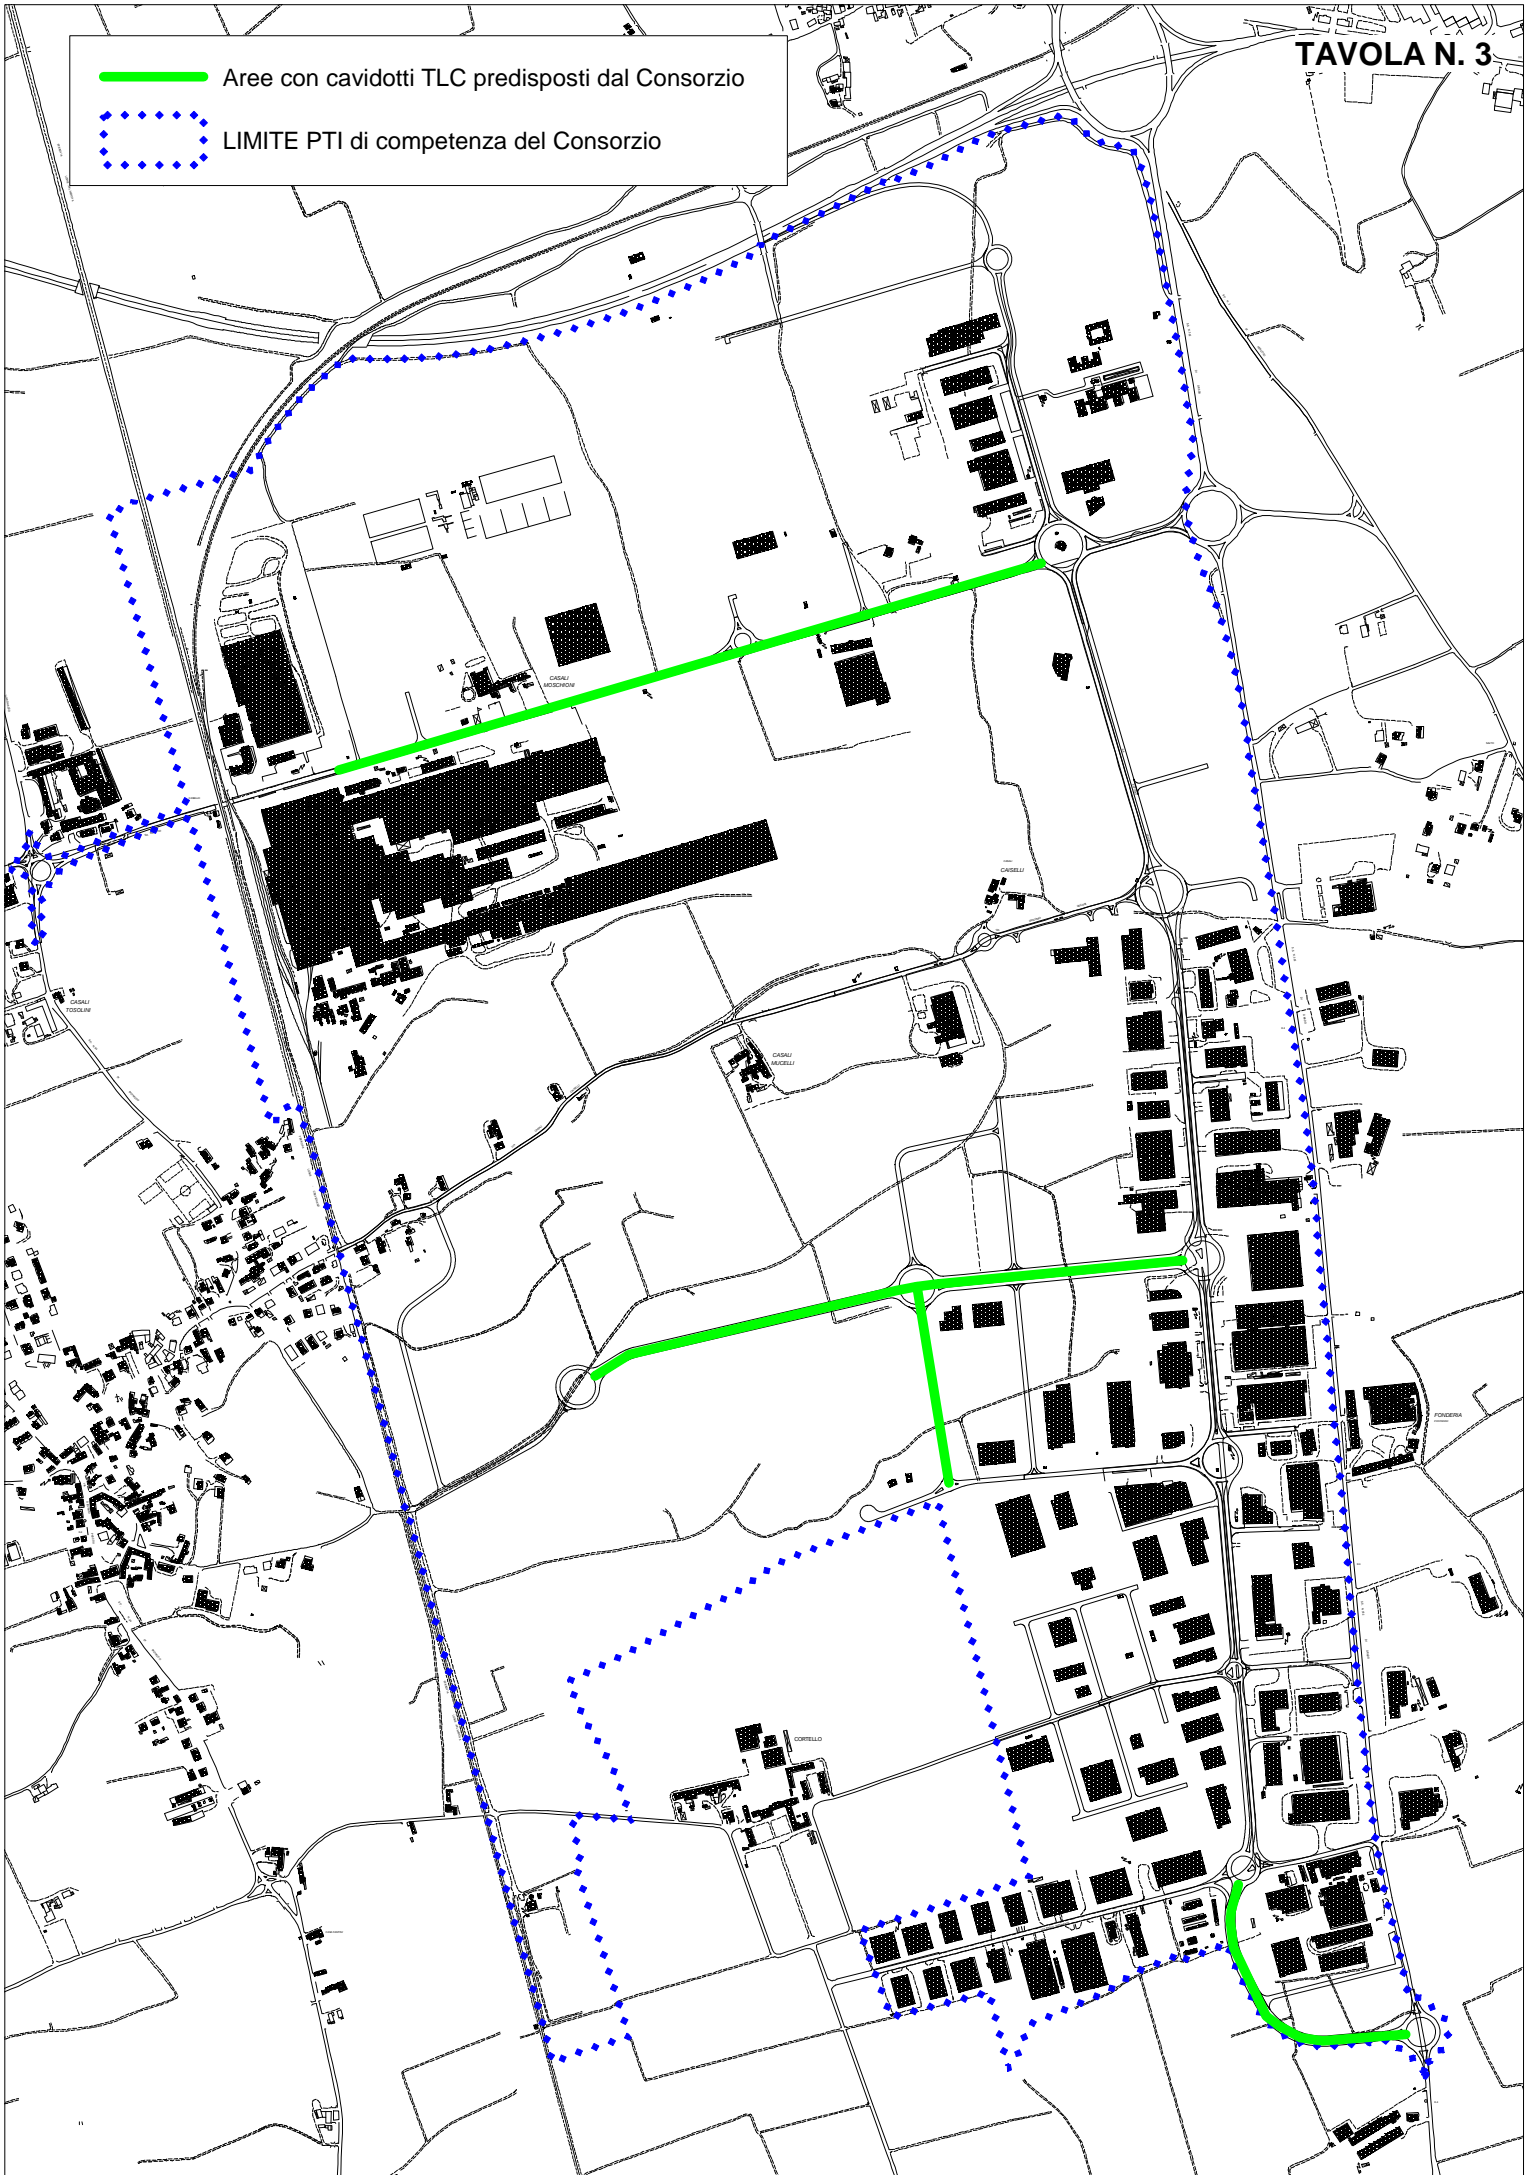 TAVOLA N. 3
Aree con cavidotti TLC predisposti dal Consorzio
LIMITE PTI di competenza del Consorzio
CASALI
MOSCHIONI
CAISELLI
CASALI
TOSOLINI
CASALI
MUCELLI
FONDERIA
CORTELLO